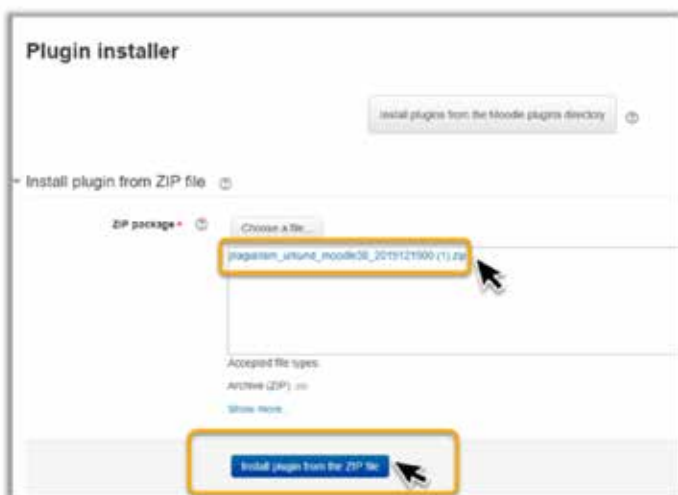 Plugin installer
Install plugins from the Moodle plugins directory
Install plugin from ZIP file
ZIP package
Choose a file...
plagiarism_urkund_moodle38_2019121900 (1).zip
Accepted file types:
Archive (ZIP) .zip
Show more...
Install plugin from the ZIP file